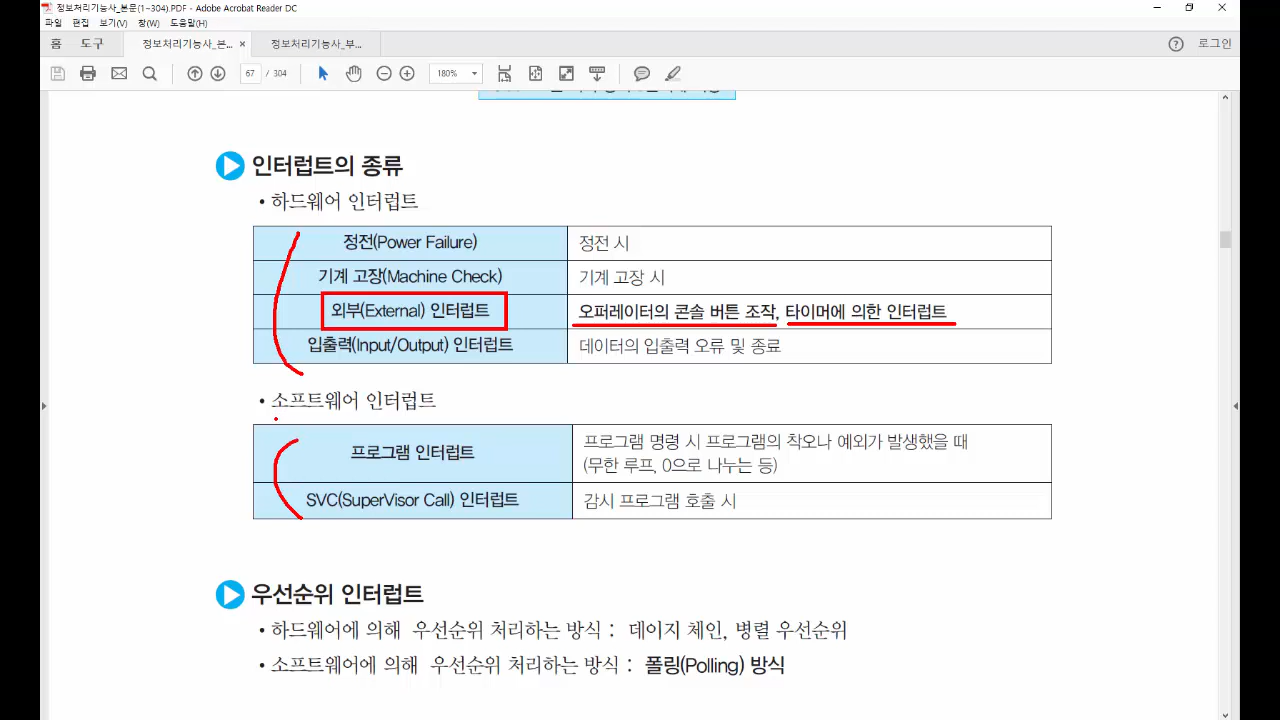 정보처리기능사_본문(1~304).PDF - Adobe Acrobat Reader DC
파일 편집 보기(V) 창(W) 도움말(H)
홈 도구 정보처리기능사_본... × 정보처리기능사_부... 로그인
67 / 304 180%
인터럽트의 종류
• 하드웨어 인터럽트
정전(Power Failure) 정전 시
기계 고장(Machine Check) 기계 고장 시
외부(External) 인터럽트 오퍼레이터의 콘솔 버튼 조작, 타이머에 의한 인터럽트
입출력(Input/Output) 인터럽트 데이터의 입출력 오류 및 종료
• 소프트웨어 인터럽트
프로그램 인터럽트 프로그램 명령 시 프로그램의 착오나 예외가 발생했을 때
(무한 루프, 0으로 나누는 등)
SVC(SuperVisor Call) 인터럽트 감시 프로그램 호출 시
우선순위 인터럽트
• 하드웨어에 의해 우선순위 처리하는 방식 : 데이지 체인, 병렬 우선순위
• 소프트웨어에 의해 우선순위 처리하는 방식 : 폴링(Polling) 방식